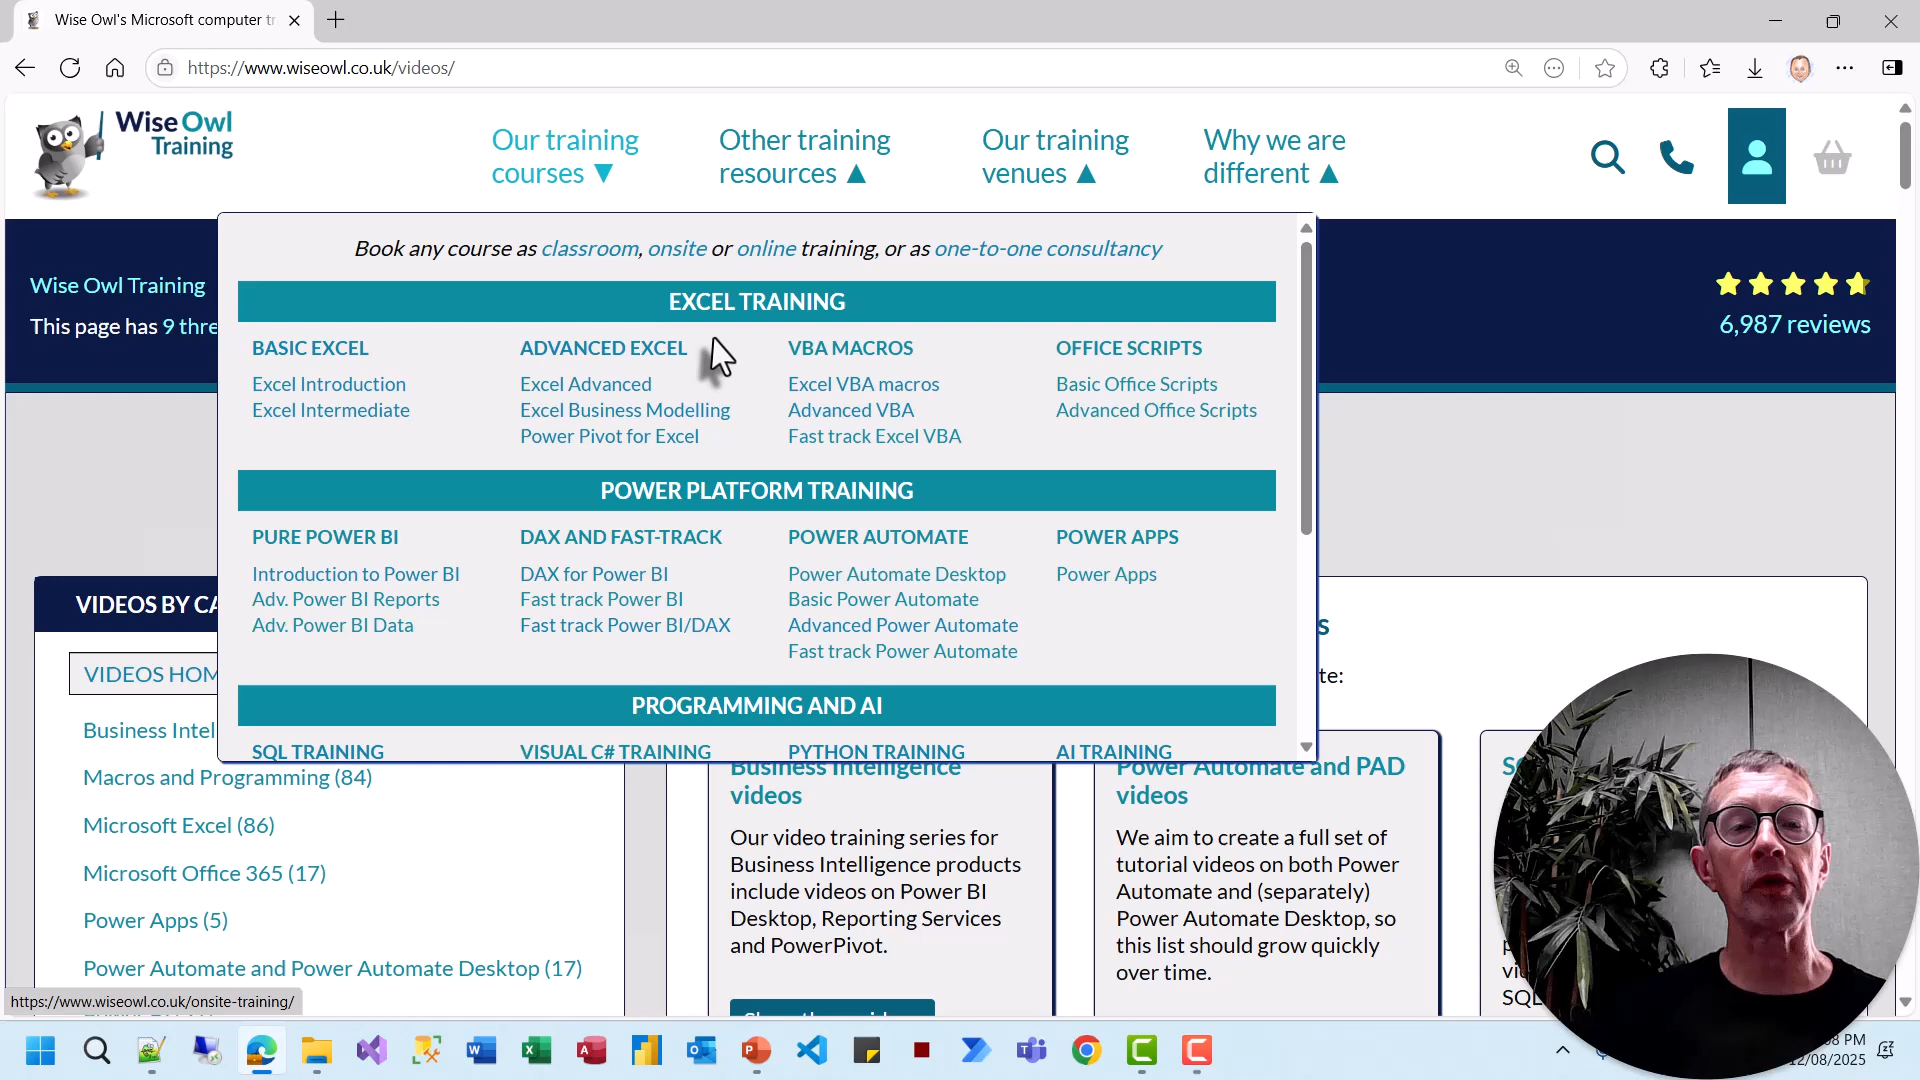 Wise Owl's Microsoft computer tr
https://www.wiseowl.co.uk/videos/
Wise Owl
Training
Our training
courses ▼
Other training
resources ▲
Our training
venues ▲
Why we are
different ▲
Book any course as classroom, onsite or online training, or as one-to-one consultancy
EXCEL TRAINING
BASIC EXCEL
Excel Introduction
Excel Intermediate
ADVANCED EXCEL
Excel Advanced
Excel Business Modelling
Power Pivot for Excel
VBA MACROS
Excel VBA macros
Advanced VBA
Fast track Excel VBA
OFFICE SCRIPTS
Basic Office Scripts
Advanced Office Scripts
POWER PLATFORM TRAINING
PURE POWER BI
Introduction to Power BI
Adv. Power BI Reports
Adv. Power BI Data
DAX AND FAST-TRACK
DAX for Power BI
Fast track Power BI
Fast track Power BI/DAX
POWER AUTOMATE
Power Automate Desktop
Basic Power Automate
Advanced Power Automate
Fast track Power Automate
POWER APPS
Power Apps
PROGRAMMING AND AI
SQL TRAINING
VISUAL C# TRAINING
PYTHON TRAINING
AI TRAINING
Wise Owl Training
This page has 9 thre
6,987 reviews
VIDEOS BY CA
VIDEOS HOM
Business Intel
Macros and Programming (84)
Microsoft Excel (86)
Microsoft Office 365 (17)
Power Apps (5)
Power Automate and Power Automate Desktop (17)
s
te:
Business Intelligence
videos
Our video training series for
Business Intelligence products
include videos on Power BI
Desktop, Reporting Services
and PowerPivot.
Power Automate and PAD
videos
We aim to create a full set of
tutorial videos on both Power
Automate and (separately)
Power Automate Desktop, so
this list should grow quickly
over time.
SQL
https://www.wiseowl.co.uk/onsite-training/
8 PM
12/08/2025